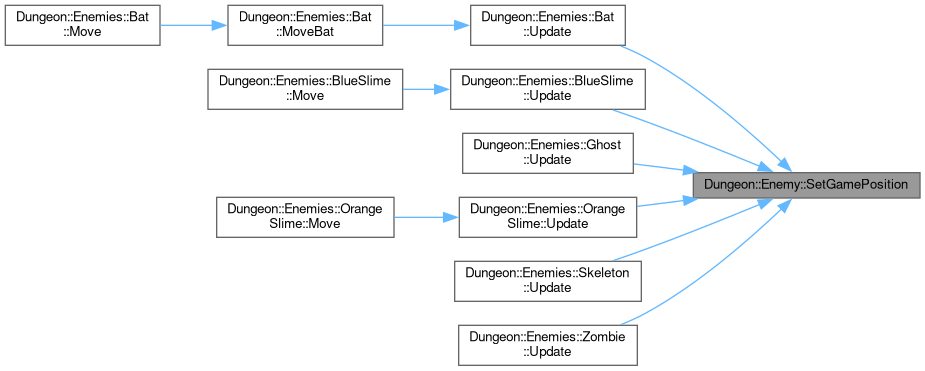 Dungeon::Enemies::Bat
::Move
Dungeon::Enemies::Bat
::MoveBat
Dungeon::Enemies::Bat
::Update
Dungeon::Enemies::BlueSlime
::Move
Dungeon::Enemies::BlueSlime
::Update
Dungeon::Enemies::Ghost
::Update
Dungeon::Enemy::SetGamePosition
Dungeon::Enemies::Orange
Slime::Move
Dungeon::Enemies::Orange
Slime::Update
Dungeon::Enemies::Skeleton
::Update
Dungeon::Enemies::Zombie
::Update